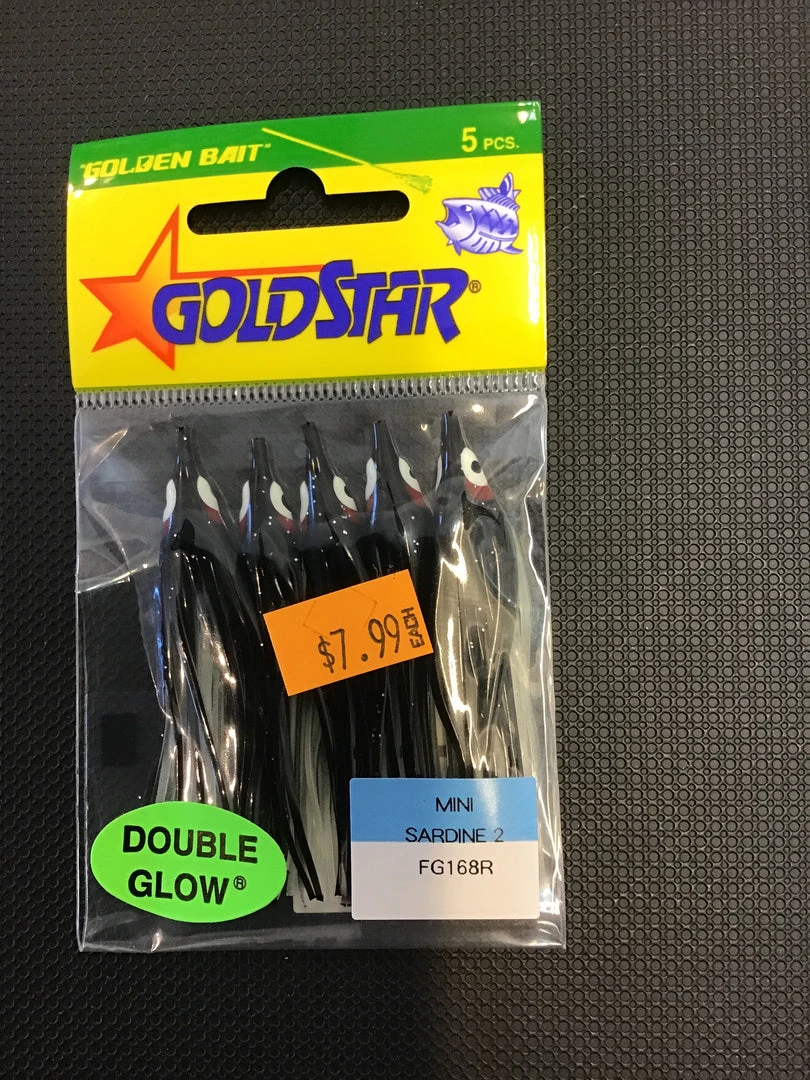 "GOLDEN BAIT"
5 PCS.
GOLDSTAR®
$7.99 EACH
DOUBLE
GLOW®
MINI
SARDINE 2
FG168R